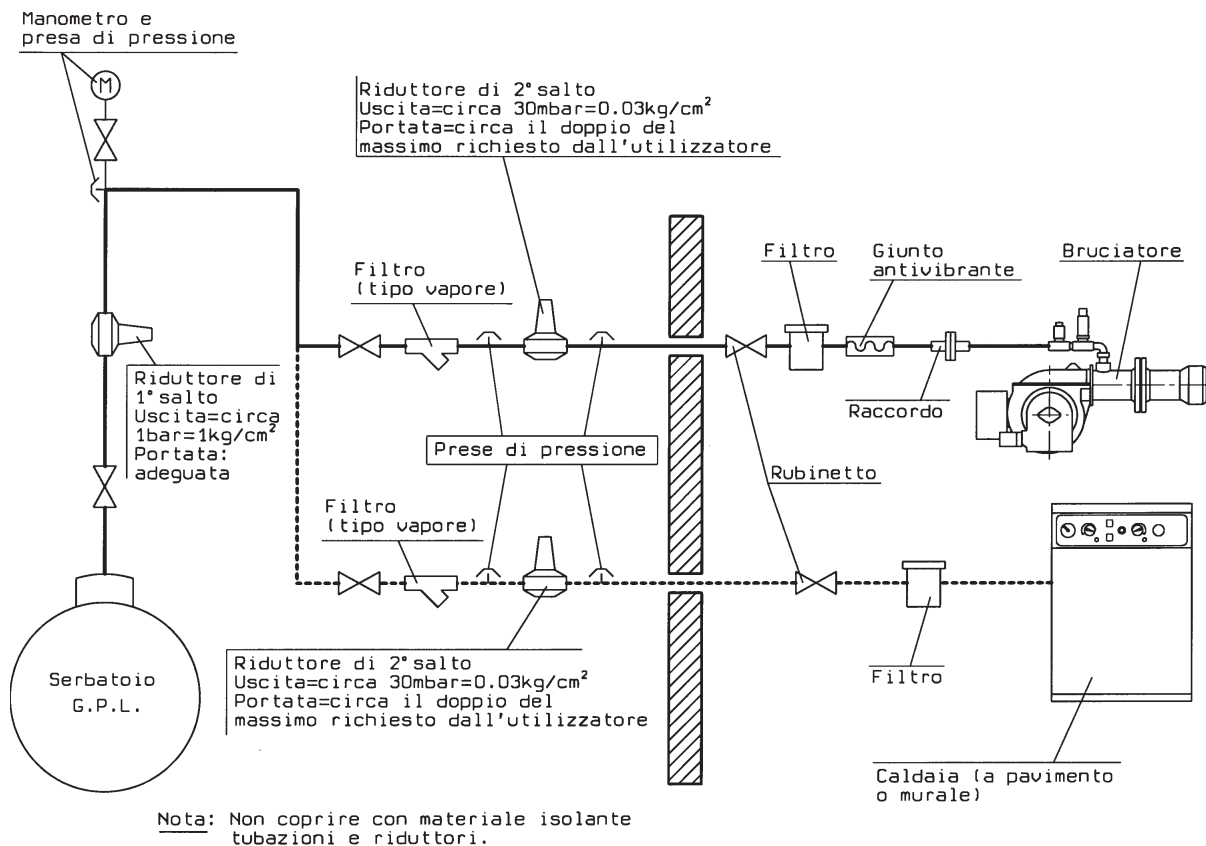 Manometro e
presa di pressione
M
Riduttore di 2° salto
Uscita=circa 30mbar=0.03kg/cm²
Portata=circa il doppio del
massimo richiesto dall'utilizzatore
Filtro
(tipo vapore)
Filtro
Giunto
antivibrante
Bruciatore
Riduttore di
1° salto
Uscita=circa
1bar=1kg/cm²
Portata:
adeguata
Raccordo
Prese di pressione
Rubinetto
Filtro
(tipo vapore)
Serbatoio
G.P.L.
Riduttore di 2° salto
Uscita=circa 30mbar=0.03kg/cm²
Portata=circa il doppio del
massimo richiesto dall'utilizzatore
Filtro
Caldaia (a pavimento
o murale)
Nota: Non coprire con materiale isolante
tubazioni e riduttori.